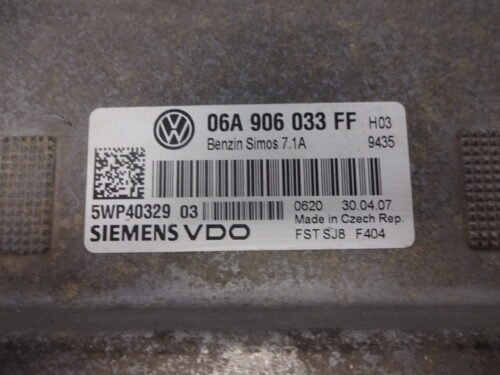 06A 906 033 FF H03
Benzin Simos 7.1A 9435
5WP40329 03 0620 30.04.07
Made in Czech Rep.
SIEMENS VDO FST SJ8 F404